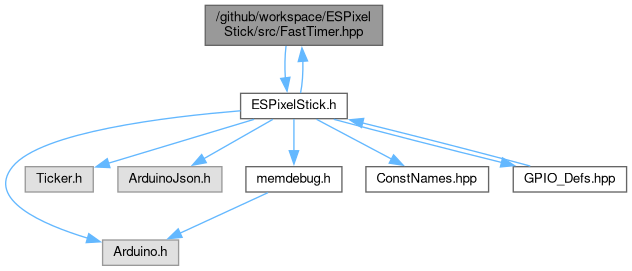 /github/workspace/ESPixel
Stick/src/FastTimer.hpp
ESPixelStick.h
Ticker.h
ArduinoJson.h
memdebug.h
ConstNames.hpp
GPIO_Defs.hpp
Arduino.h